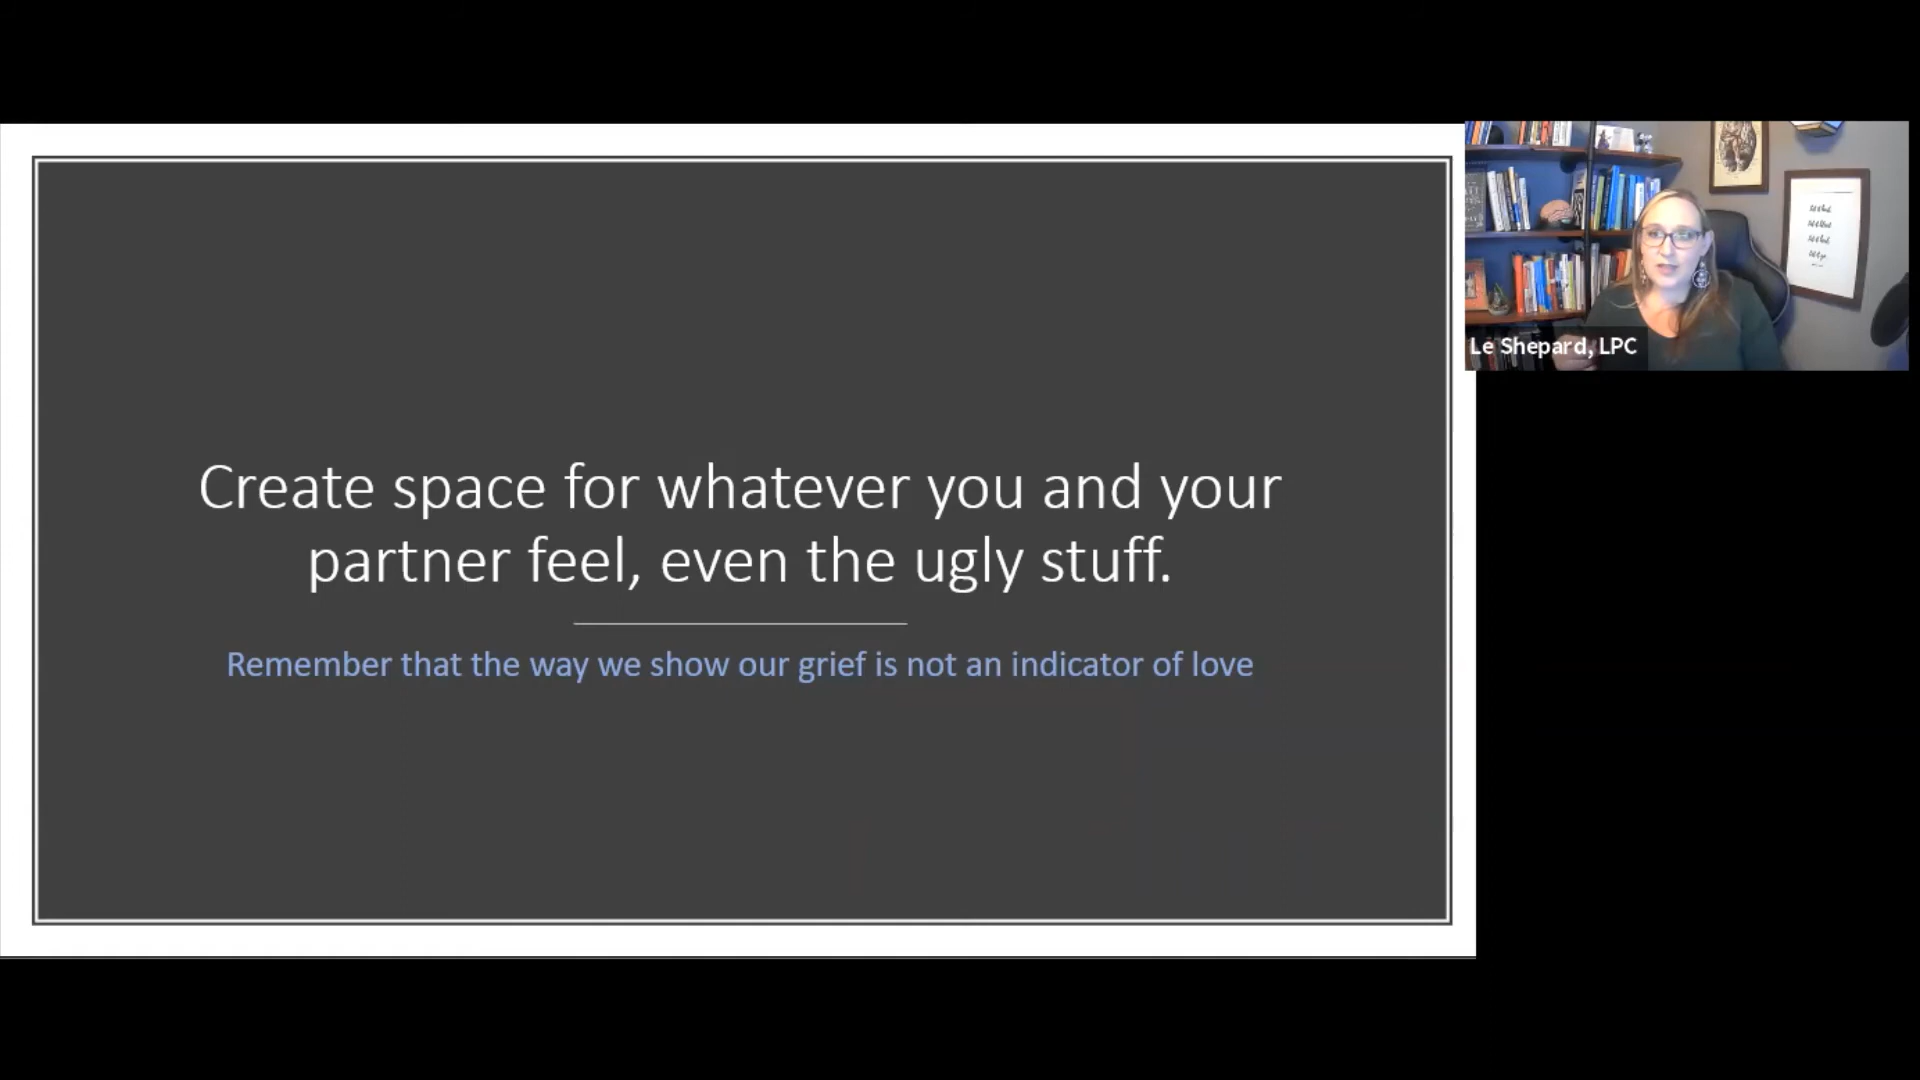 Create space for whatever you and your
partner feel, even the ugly stuff.
Remember that the way we show our grief is not an indicator of love
Le Shepard, LPC